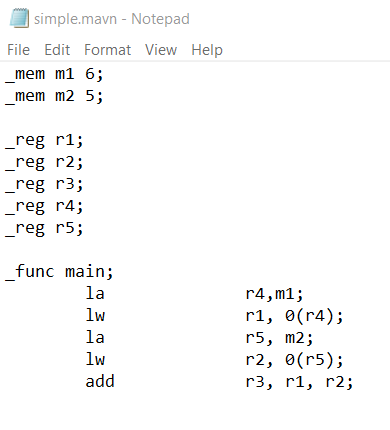 simple.mavn - Notepad
File Edit Format View Help
_mem m1 6;
_mem m2 5;
_reg r1;
_reg r2;
_reg r3;
_reg r4;
_reg r5;
_func main;
la r4,m1;
lw r1, 0(r4);
la r5, m2;
lw r2, 0(r5);
add r3, r1, r2;